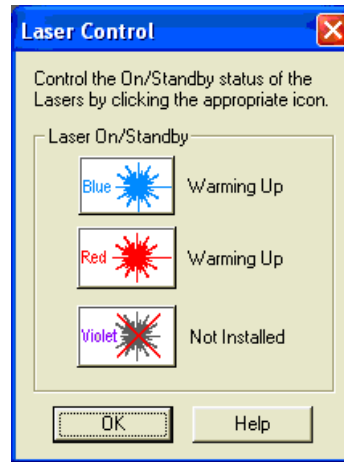 Laser Control
Control the On/Standby status of the
Lasers by clicking the appropriate icon.
Laser On/Standby
Blue
Warming Up
Red
Warming Up
Violet
Not Installed
OK
Help